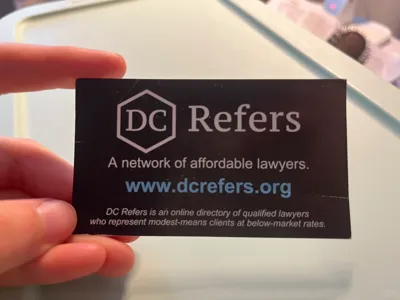 DC Refers
A network of affordable lawyers.
www.dcrefers.org
DC Refers is an online directory of qualified lawyers
who represent modest-means clients at below-market rates.